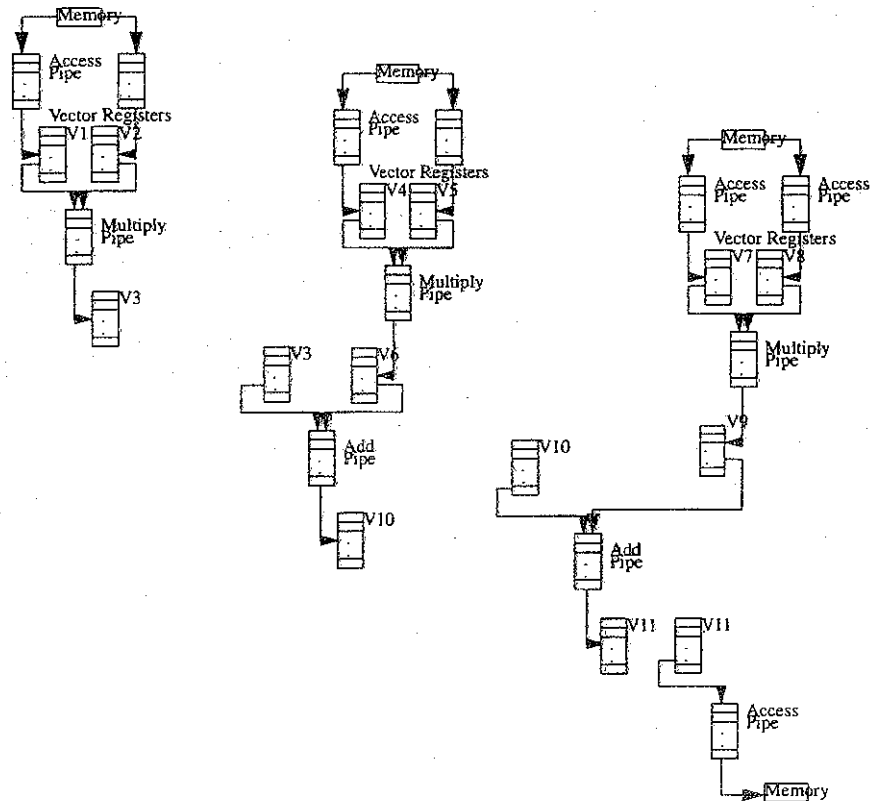 Memory
Access
Pipe
Vector Registers
V1
V2
Multiply
Pipe
V3
Memory
Access
Pipe
Vector Registers
V4
V5
Multiply
Pipe
V3
V6
Add
Pipe
V10
Memory
Access
Pipe
Access
Pipe
Vector Registers
V7
V8
Multiply
Pipe
V9
V10
Add
Pipe
V11
V11
Access
Pipe
Memory